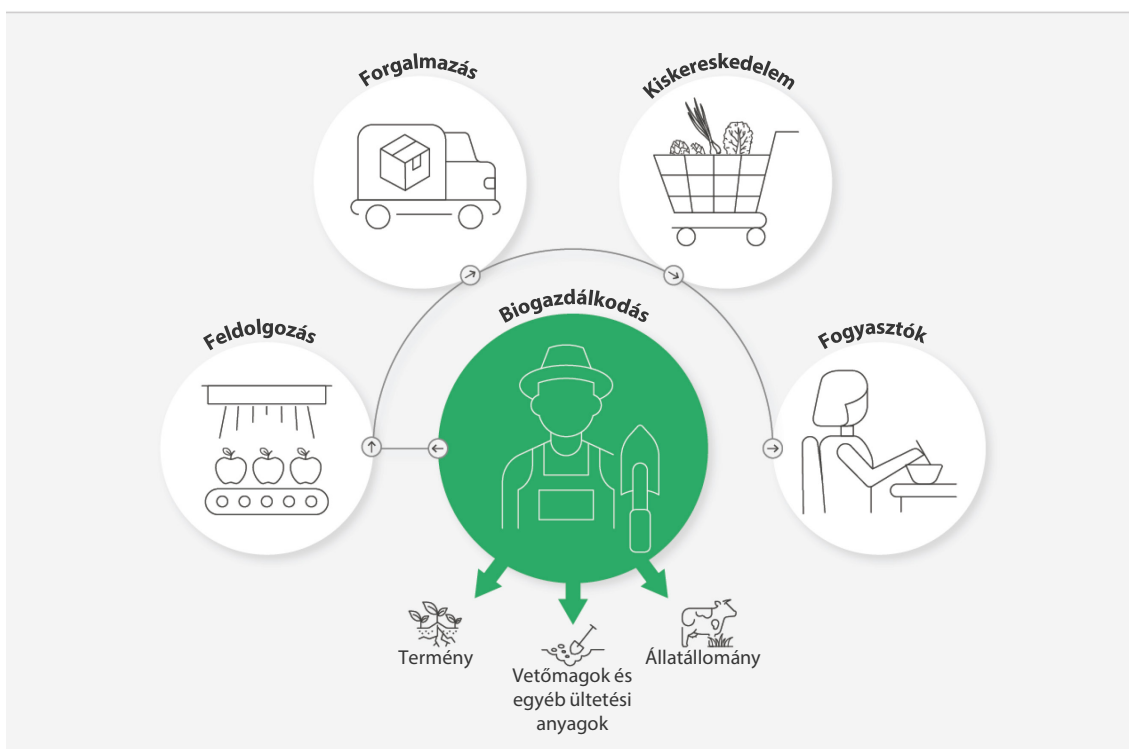 Forgalmazás
Kiskereskedelem
Feldolgozás
Biogazdálkodás
Fogyasztók
Termény
Vetőmagok és
egyéb ültetési
anyagok
Állatállomány